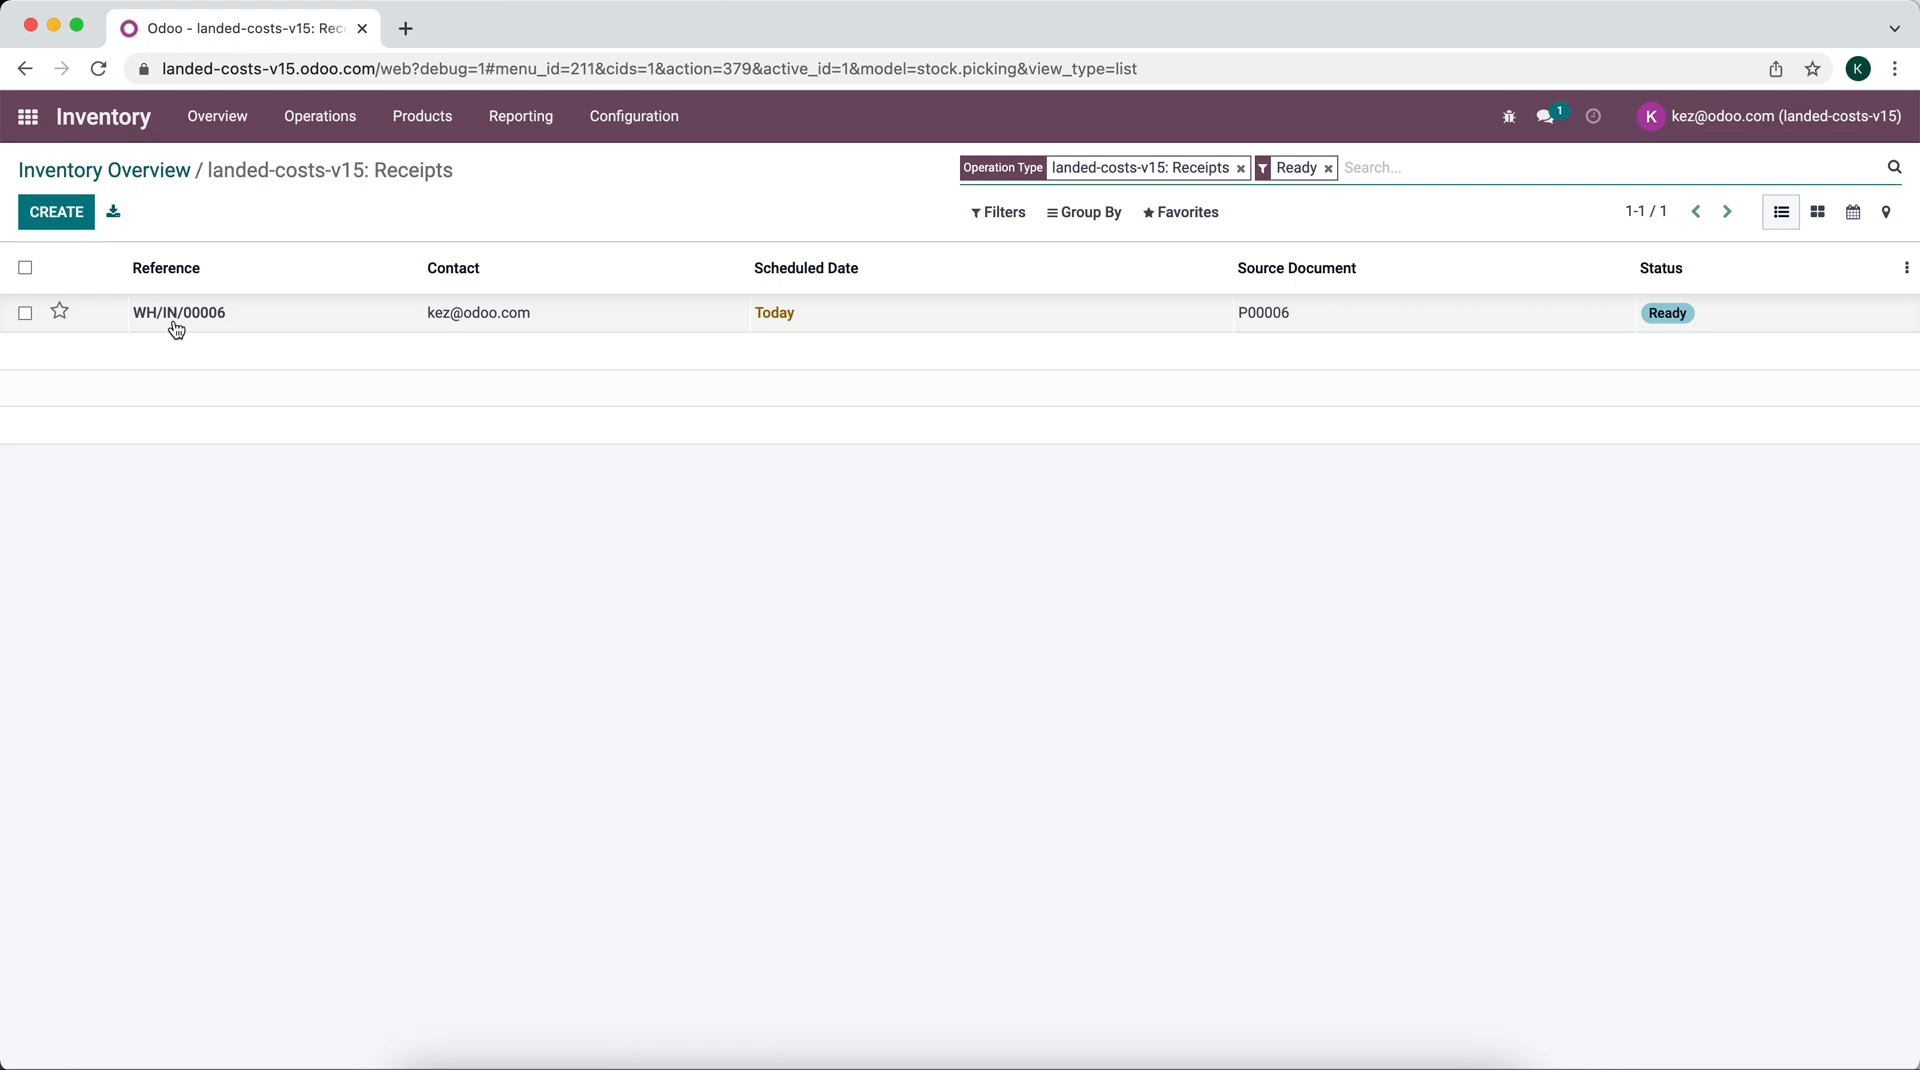 Odoo - landed-costs-v15: Rec
landed-costs-v15.odoo.com/web?debug=1#menu_id=211&cids=1&action=379&active_id=1&model=stock.picking&view_type=list
K
Inventory Overview Operations Products Reporting Configuration 1 K kez@odoo.com (landed-costs-v15)
Inventory Overview / landed-costs-v15: Receipts
Operation Type landed-costs-v15: Receipts Ready Search...
CREATE
Filters Group By Favorites 1-1 / 1
Reference Contact Scheduled Date Source Document Status
WH/IN/00006 kez@odoo.com Today P00006 Ready